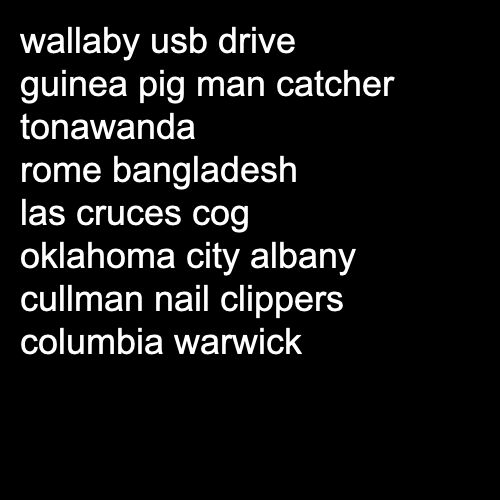 wallaby usb drive
guinea pig man catcher
tonawanda
rome bangladesh
las cruces cog
oklahoma city albany
cullman nail clippers
columbia warwick